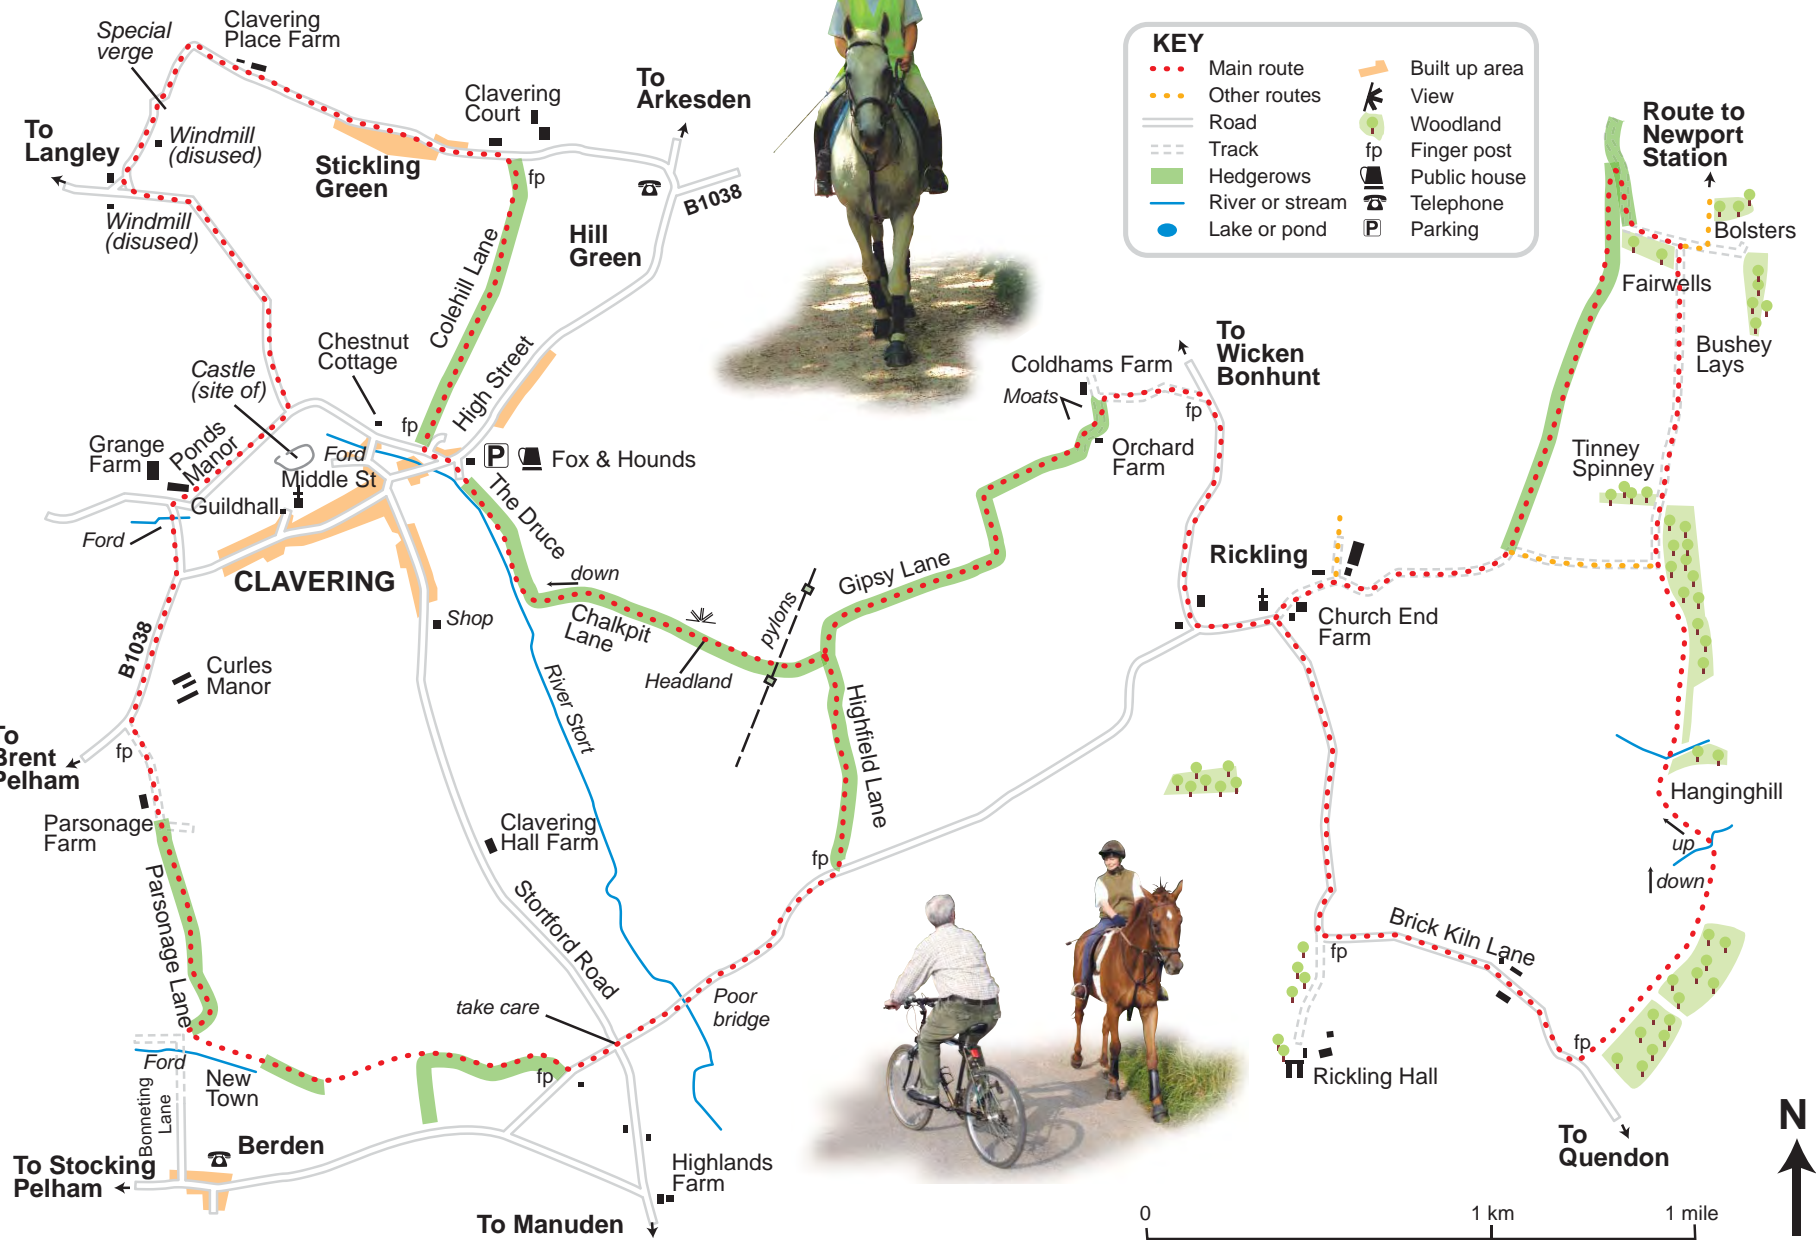 Special
verge
Clavering
Place Farm
To
Langley
Windmill
(disused)
Windmill
(disused)
Stickling
Green
Clavering
Court
To
Arkesden
fp
B1038
Hill
Green
Colehill Lane
High Street
Chestnut
Cottage
Castle
(site of)
fp
Grange
Farm
Ponds
Manor
Ford
Middle St
Guildhall
Ford
P
Fox & Hounds
The Druce
CLAVERING
down
Chalkpit
Lane
Shop
Headland
pylons
Gipsy Lane
B1038
Curles
Manor
River Stort
Highfield Lane
To
Brent
Pelham
fp
Parsonage
Farm
Parsonage Lane
Clavering
Hall Farm
fp
Stortford Road
take care
Poor
bridge
Ford
New
Town
fp
Bonneting
Lane
Berden
To Stocking
Pelham
Highlands
Farm
To Manuden
KEY
Main route
Other routes
Road
Track
Hedgerows
River or stream
Lake or pond
Built up area
View
Woodland
fp
Finger post
Public house
Telephone
P
Parking
Route to
Newport
Station
Bolsters
Fairwells
Bushey
Lays
To
Wicken
Bonhunt
Coldhams Farm
Moats
fp
Orchard
Farm
Tinney
Spinney
Rickling
Church End
Farm
Hanginghill
up
down
Brick Kiln Lane
fp
fp
Rickling Hall
To
Quendon
N
0
1 km
1 mile